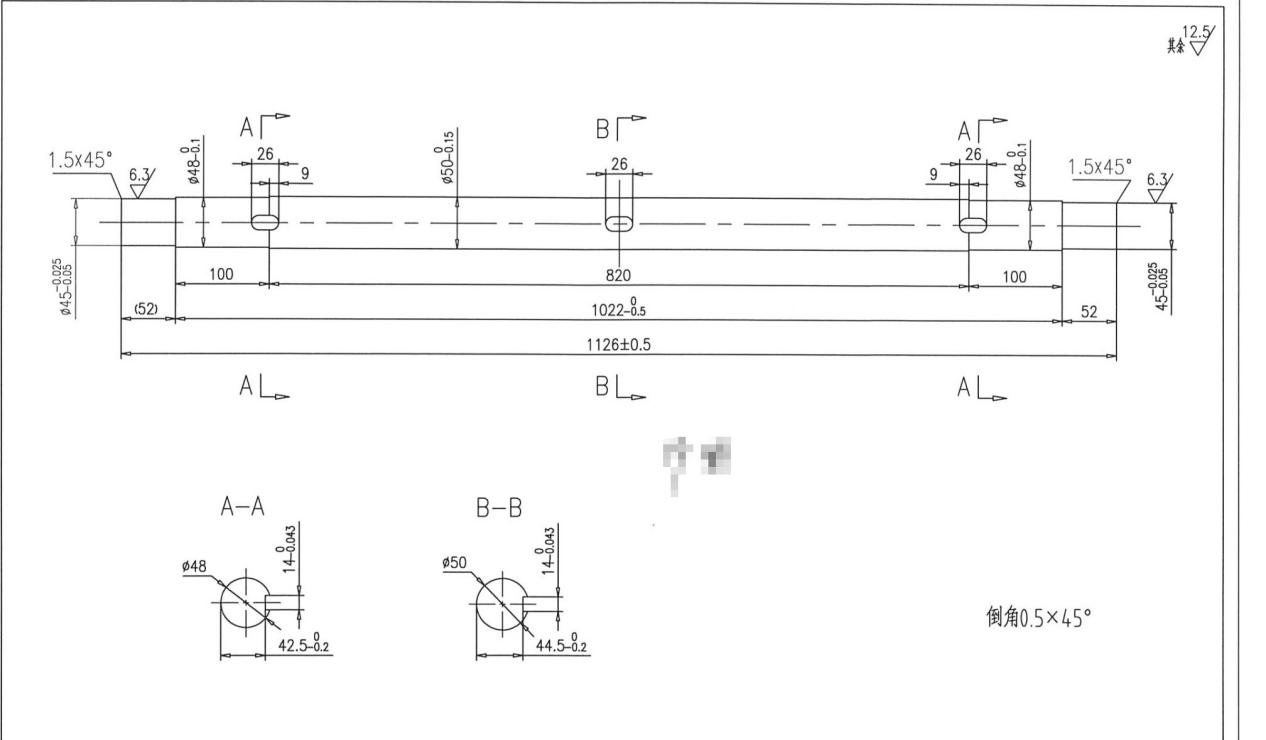 其余 12.5
A B A
26 26 26
1.5x45° 6.3 ø48 0 -0.1 9 ø50 0 -0.15 9 ø48 0 -0.1 1.5x45° 6.3
ø45 -0.025 -0.05 100 820 100 45 -0.025 -0.05
(52) 1022 0 -0.5 52
1126±0.5
A B A
A-A B-B
ø48 14 0 -0.043 ø50 14 0 -0.043
42.5 0 -0.2 44.5 0 -0.2
倒角0.5×45°